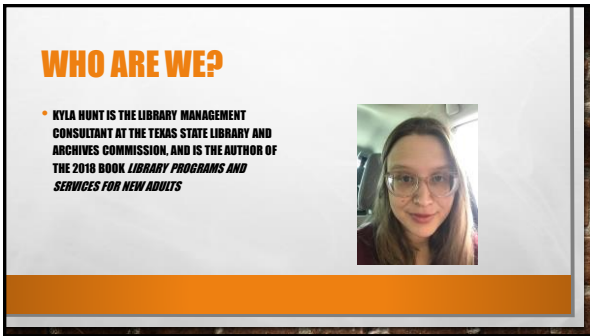 WHO ARE WE?
• KYLA HUNT IS THE LIBRARY MANAGEMENT
CONSULTANT AT THE TEXAS STATE LIBRARY AND
ARCHIVES COMMISSION, AND IS THE AUTHOR OF
THE 2018 BOOK LIBRARY PROGRAMS AND
SERVICES FOR NEW ADULTS